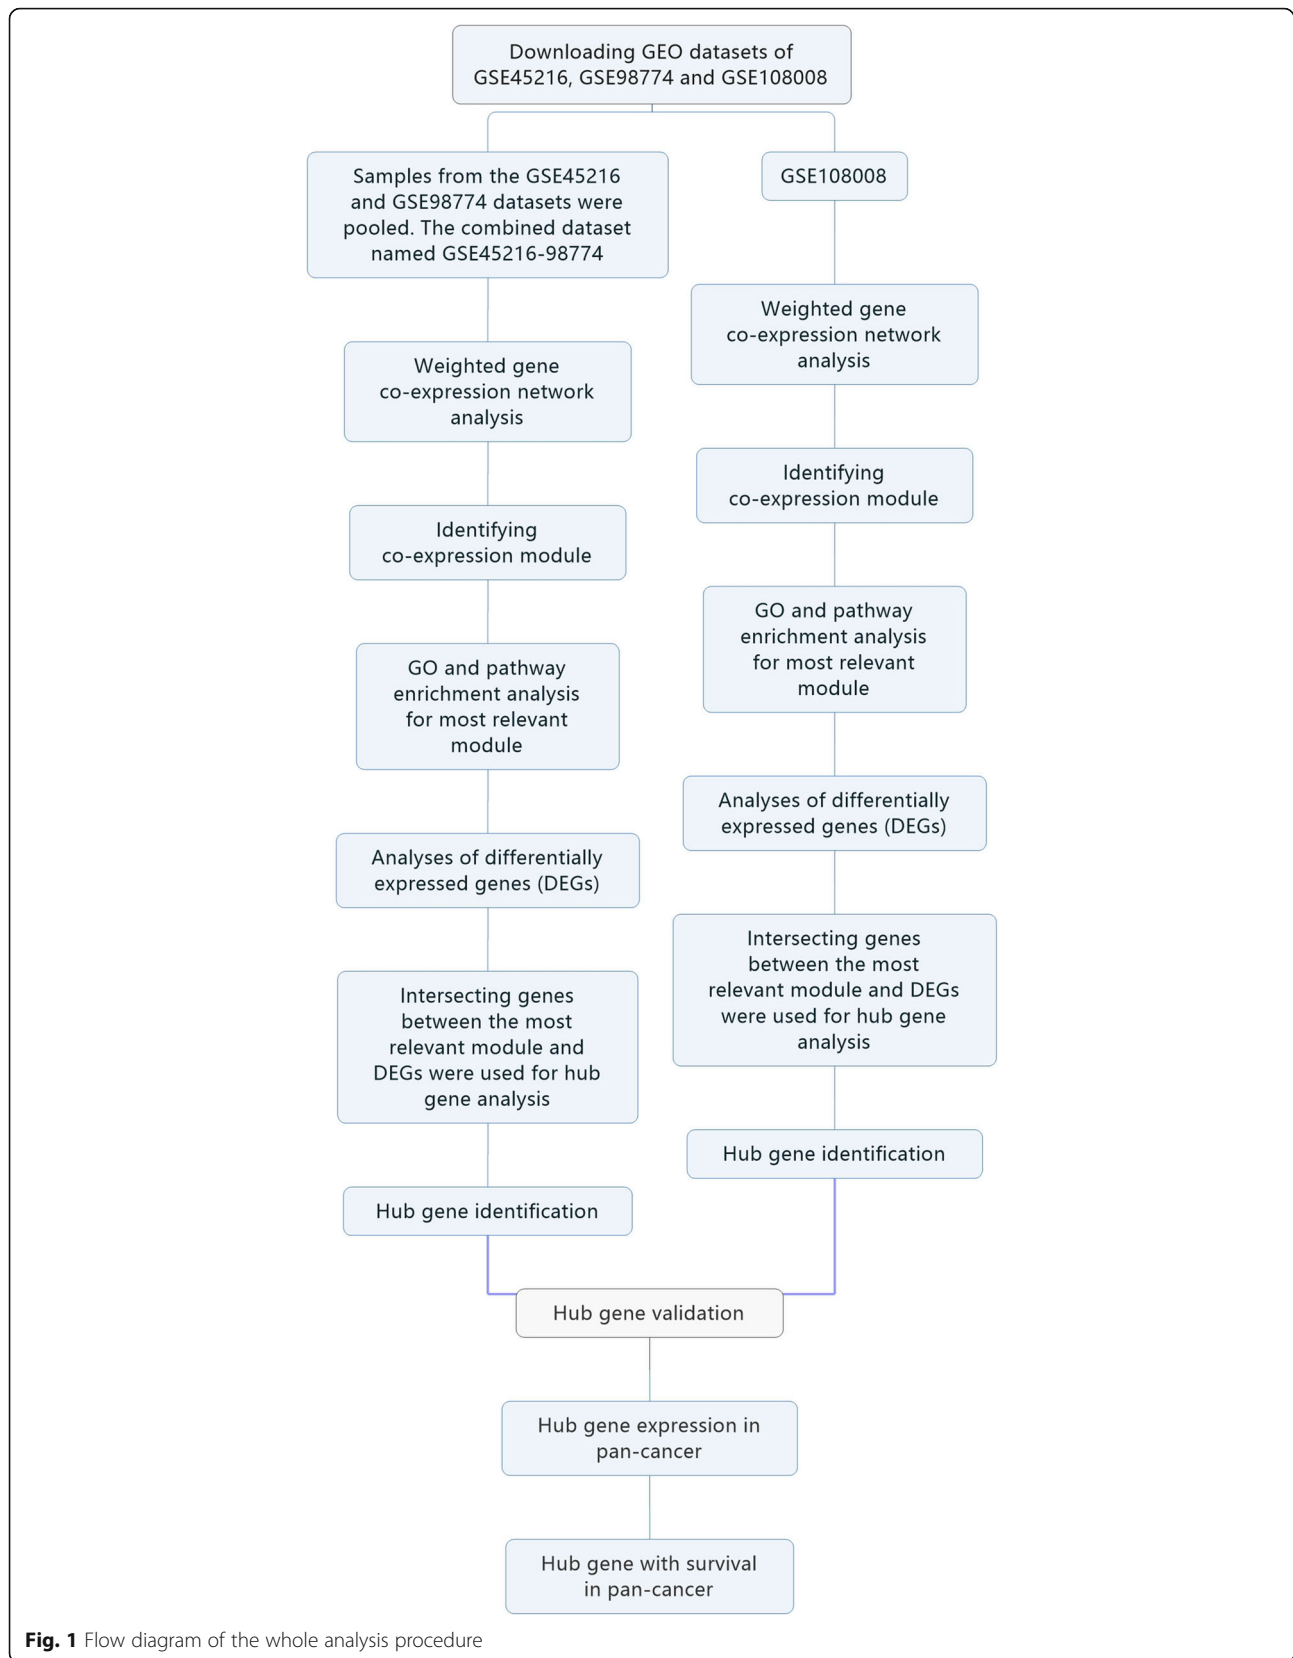 Downloading GEO datasets of
GSE45216, GSE98774 and GSE108008
Samples from the GSE45216
and GSE98774 datasets were
pooled. The combined dataset
named GSE45216-98774
Weighted gene
co-expression network
analysis
Identifying
co-expression module
GO and pathway
enrichment analysis
for most relevant
module
Analyses of differentially
expressed genes (DEGs)
Intersecting genes
between the most
relevant module and
DEGs were used for hub
gene analysis
Hub gene identification
GSE108008
Weighted gene
co-expression network
analysis
Identifying
co-expression module
GO and pathway
enrichment analysis
for most relevant
module
Analyses of differentially
expressed genes (DEGs)
Intersecting genes
between the most
relevant module and DEGs
were used for hub gene
analysis
Hub gene identification
Hub gene validation
Hub gene expression in
pan-cancer
Hub gene with survival
in pan-cancer
Fig. 1 Flow diagram of the whole analysis procedure